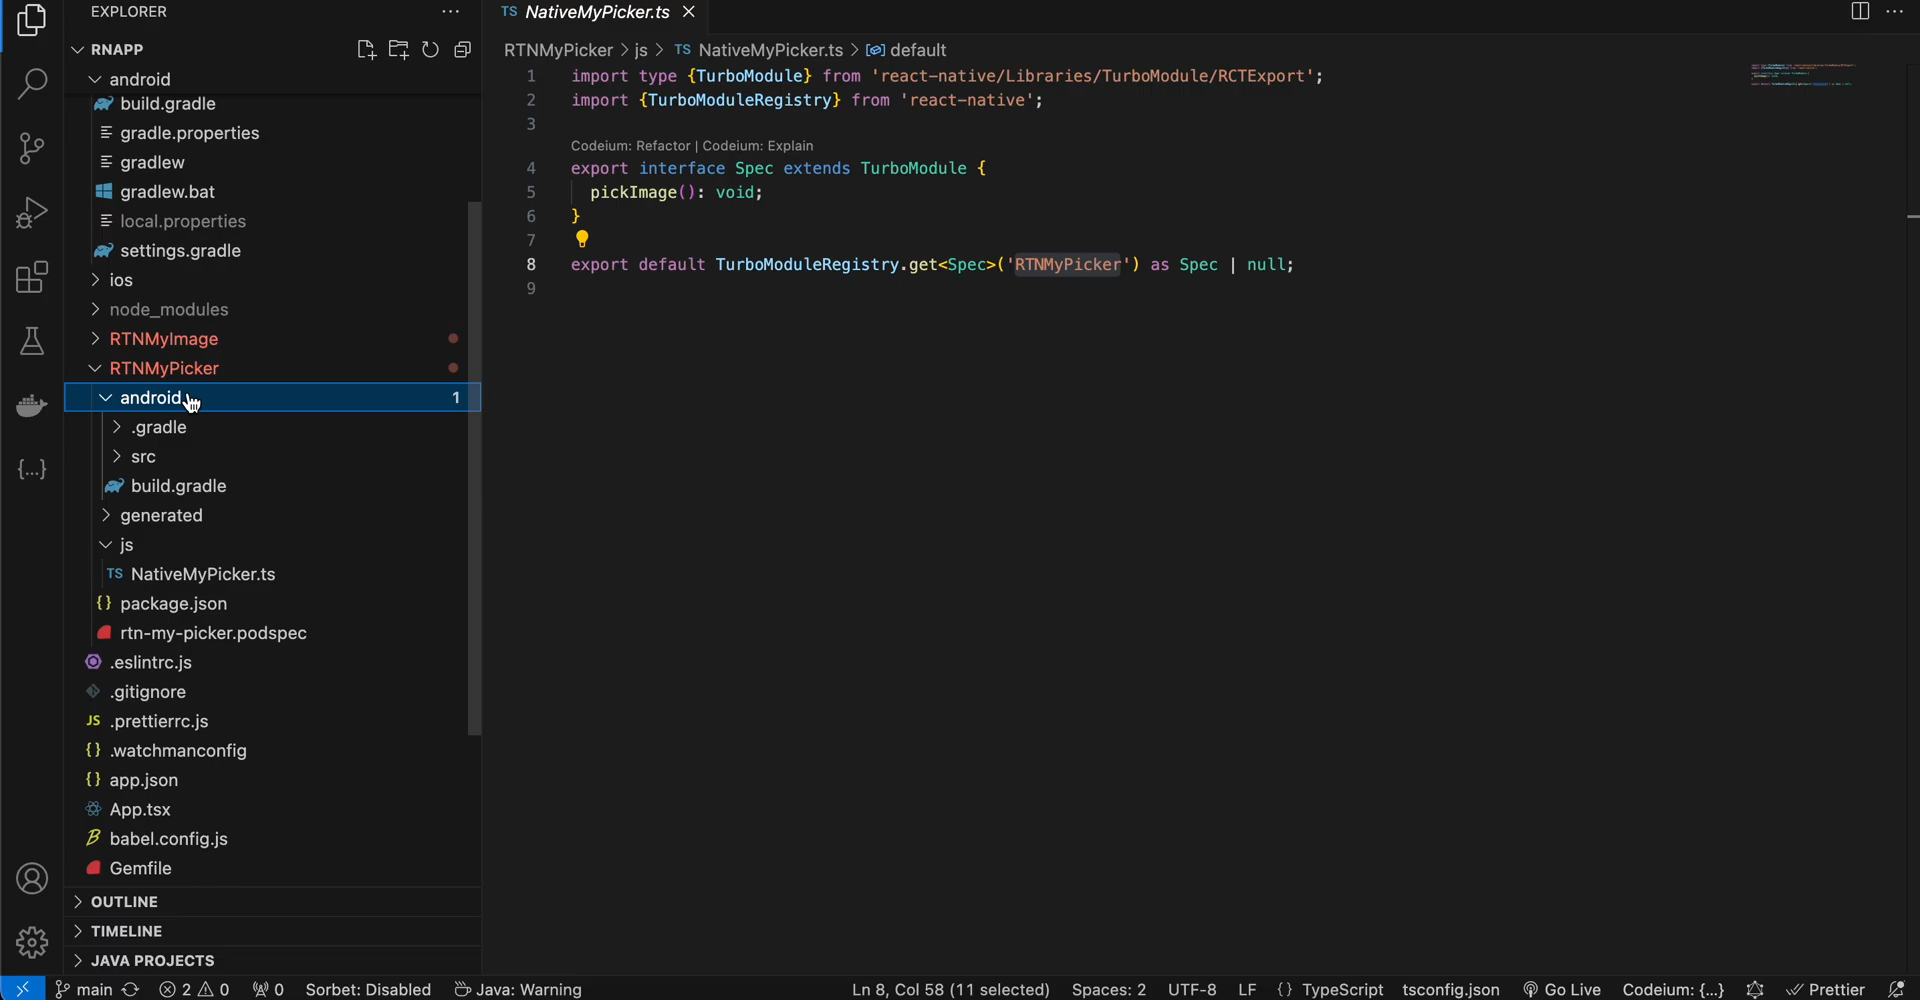 EXPLORER
RNAPP
android
build.gradle
gradle.properties
gradlew
gradlew.bat
local.properties
settings.gradle
ios
node_modules
RTNMyImage
RTNMyPicker
android 1
.gradle
src
build.gradle
generated
js
TS NativeMyPicker.ts
{} package.json
rtn-my-picker.podspec
.eslintrc.js
.gitignore
JS .prettierrc.js
{} .watchmanconfig
{} app.json
App.tsx
babel.config.js
Gemfile
OUTLINE
TIMELINE
JAVA PROJECTS
TS NativeMyPicker.ts
RTNMyPicker > js > TS NativeMyPicker.ts > default
1 import type {TurboModule} from 'react-native/Libraries/TurboModule/RCTExport';
2 import {TurboModuleRegistry} from 'react-native';
3
Codeium: Refactor | Codeium: Explain
4 export interface Spec extends TurboModule {
5 pickImage(): void;
6 }
7
8 export default TurboModuleRegistry.get<Spec>('RTNMyPicker') as Spec | null;
9
main 2 0 0 Sorbet: Disabled Java: Warning Ln 8, Col 58 (11 selected) Spaces: 2 UTF-8 LF {} TypeScript tsconfig.json Go Live Codeium: {...} Prettier